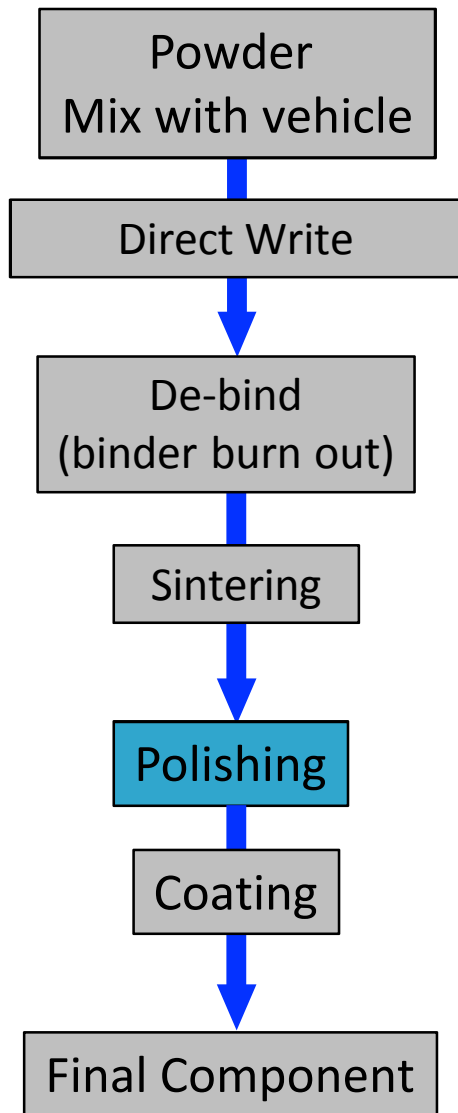 Powder
Mix with vehicle
Direct Write
De-bind
(binder burn out)
Sintering
Polishing
Coating
Final Component